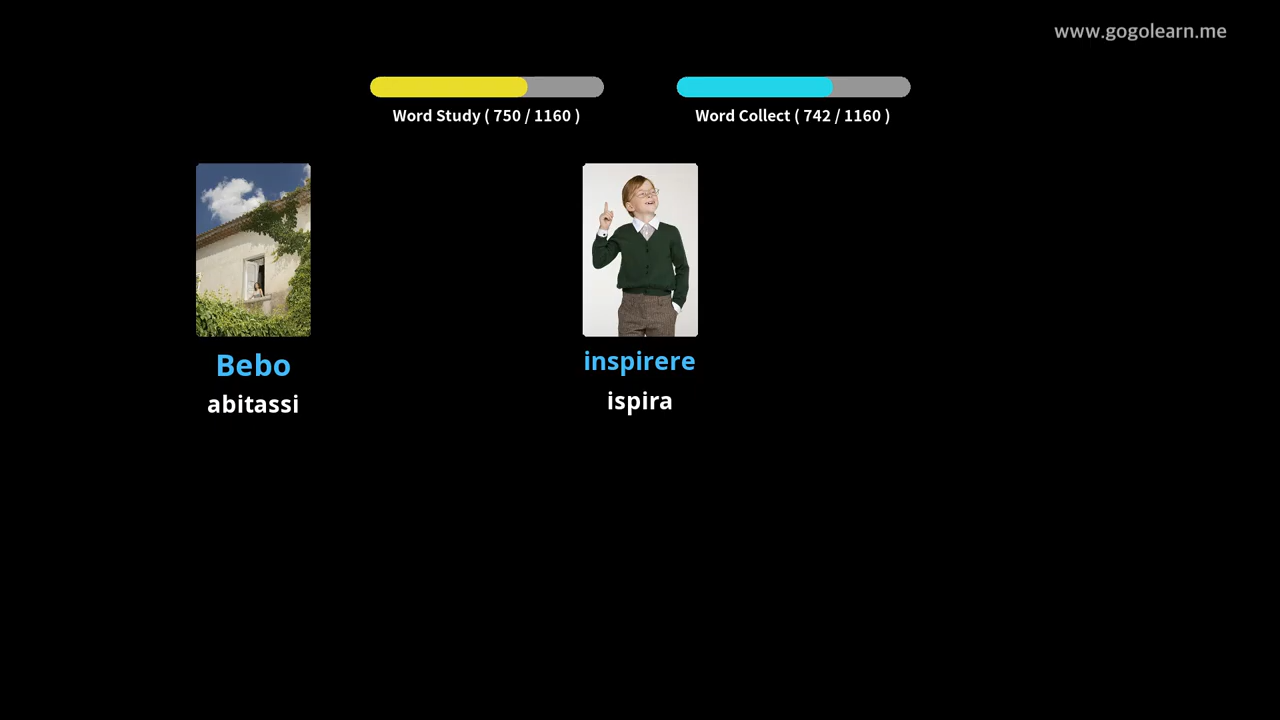 www.gogolearn.me
Word Study ( 750 / 1160 )
Word Collect ( 742 / 1160 )
Bebo
abitassi
inspirere
ispira